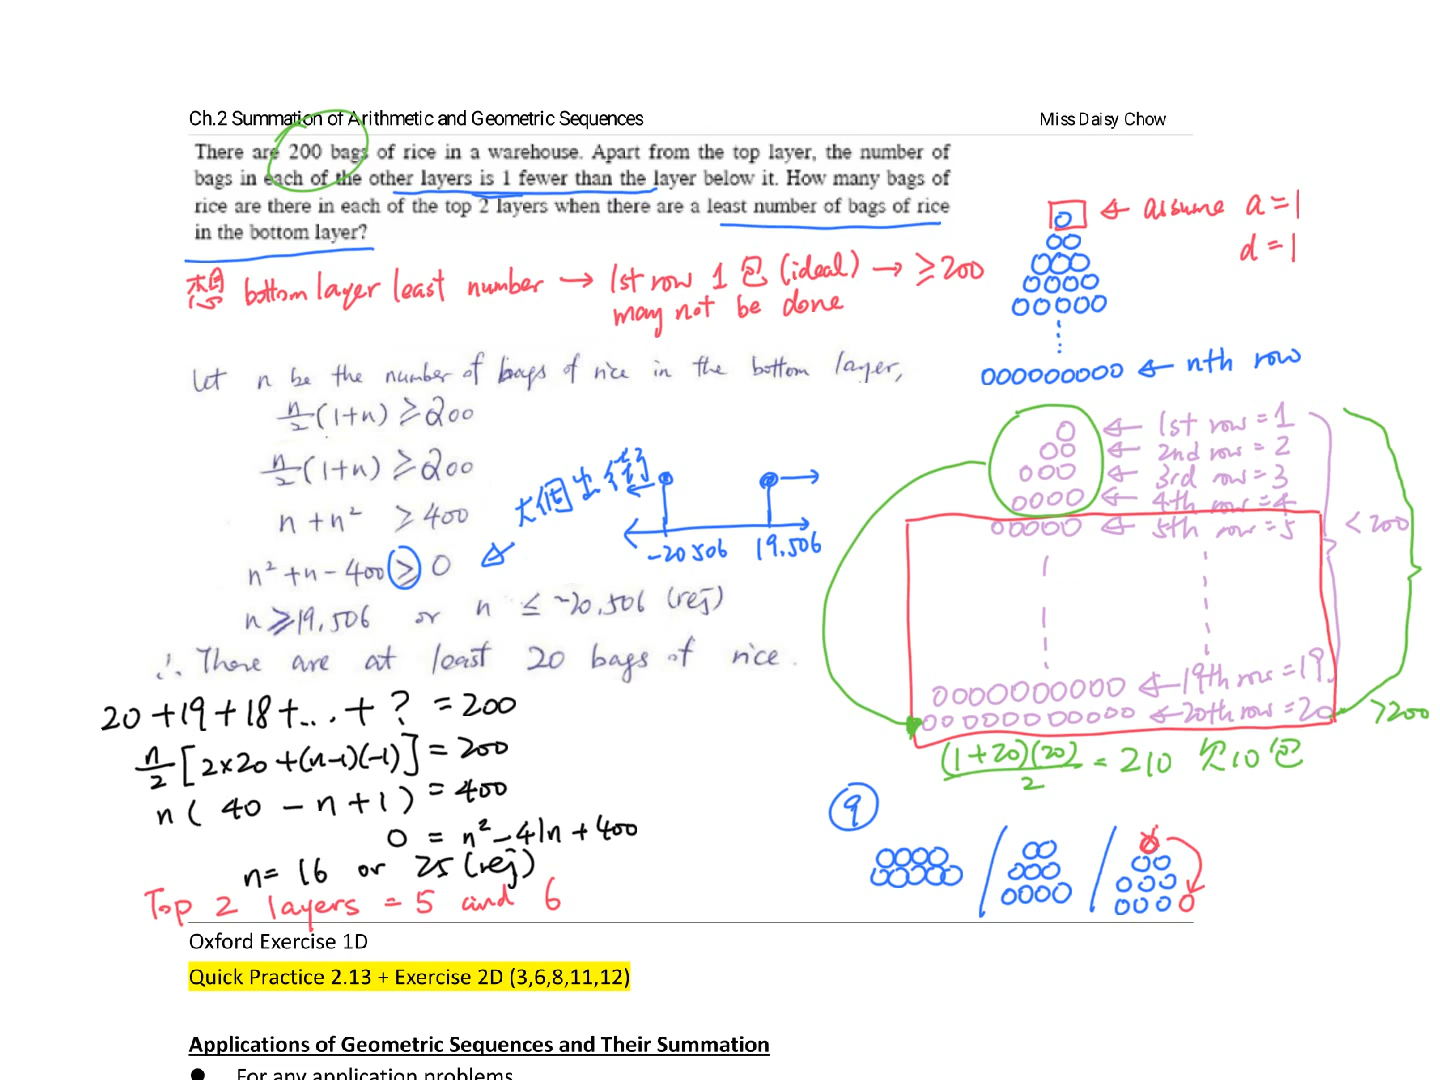 Ch.2 Summation of Arithmetic and Geometric Sequences
Miss Daisy Chow
There are 200 bags of rice in a warehouse. Apart from the top layer, the number of
bags in each of the other layers is 1 fewer than the layer below it. How many bags of
rice are there in each of the top 2 layers when there are a least number of bags of rice
in the bottom layer?
← assume a=1
d=1
想 bottom layer least number → 1st row 1 包 (ideal) → ≥200
may not be done
← nth row
Let n be the number of bags of rice in the bottom layer,
n/2 (1+n) ≥ 200
n/2 (1+n) ≥ 200
n + n² ≥ 400
n² + n - 400 ≥ 0
n ≥ 19.506 or n ≤ -20.506 (rej)
∴ There are at least 20 bags of rice.
大個出街
-20.506 19.506
← 1st row = 1
← 2nd row = 2
← 3rd row = 3
← 4th row = 4
← 5th row = 5
< 200
← 19th row = 19
← 20th row = 20
> 200
(1+20)(20)/2 = 210 欠10包
20 + 19 + 18 + ... + ? = 200
n/2 [2×20 + (n-1)(-1)] = 200
n ( 40 - n + 1 ) = 400
0 = n² - 41n + 400
n = 16 or 25 (rej)
Top 2 layers = 5 and 6
9
Oxford Exercise 1D
Quick Practice 2.13 + Exercise 2D (3,6,8,11,12)
Applications of Geometric Sequences and Their Summation
● For any application problems